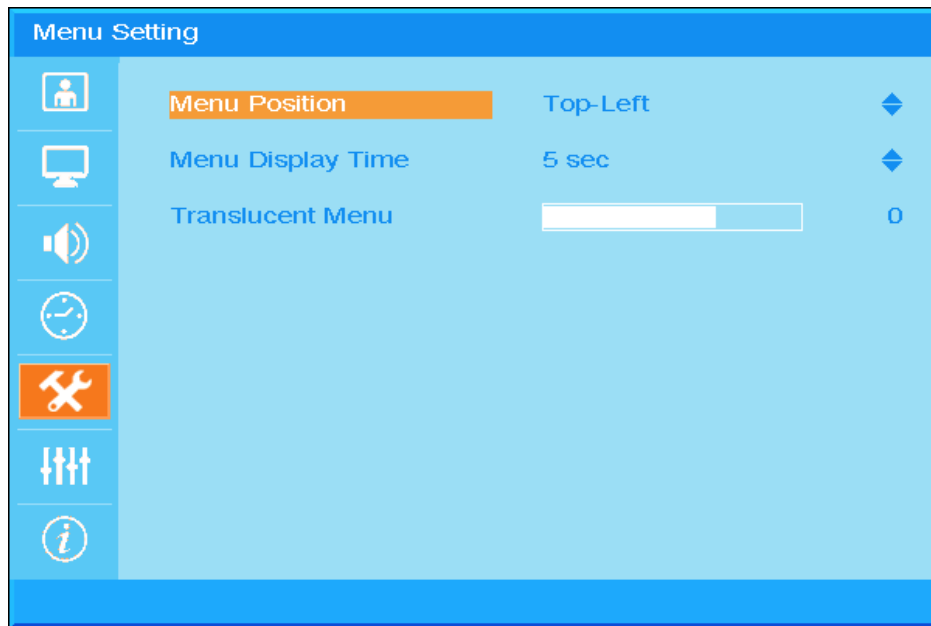 Menu Setting
Menu Position Top-Left
Menu Display Time 5 sec
Translucent Menu 0